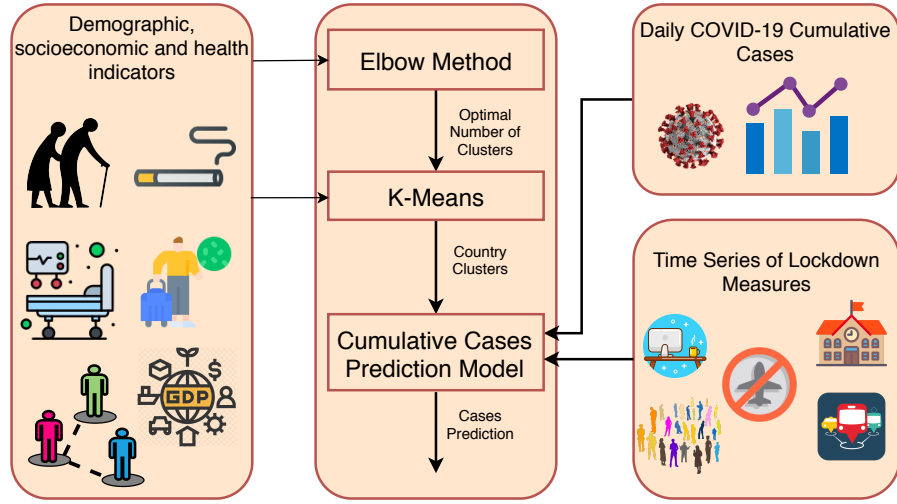 Demographic,
socioeconomic and health
indicators
GDP
Elbow Method
Optimal
Number of
Clusters
K-Means
Country
Clusters
Cumulative Cases
Prediction Model
Cases
Prediction
Daily COVID-19 Cumulative
Cases
Time Series of Lockdown
Measures